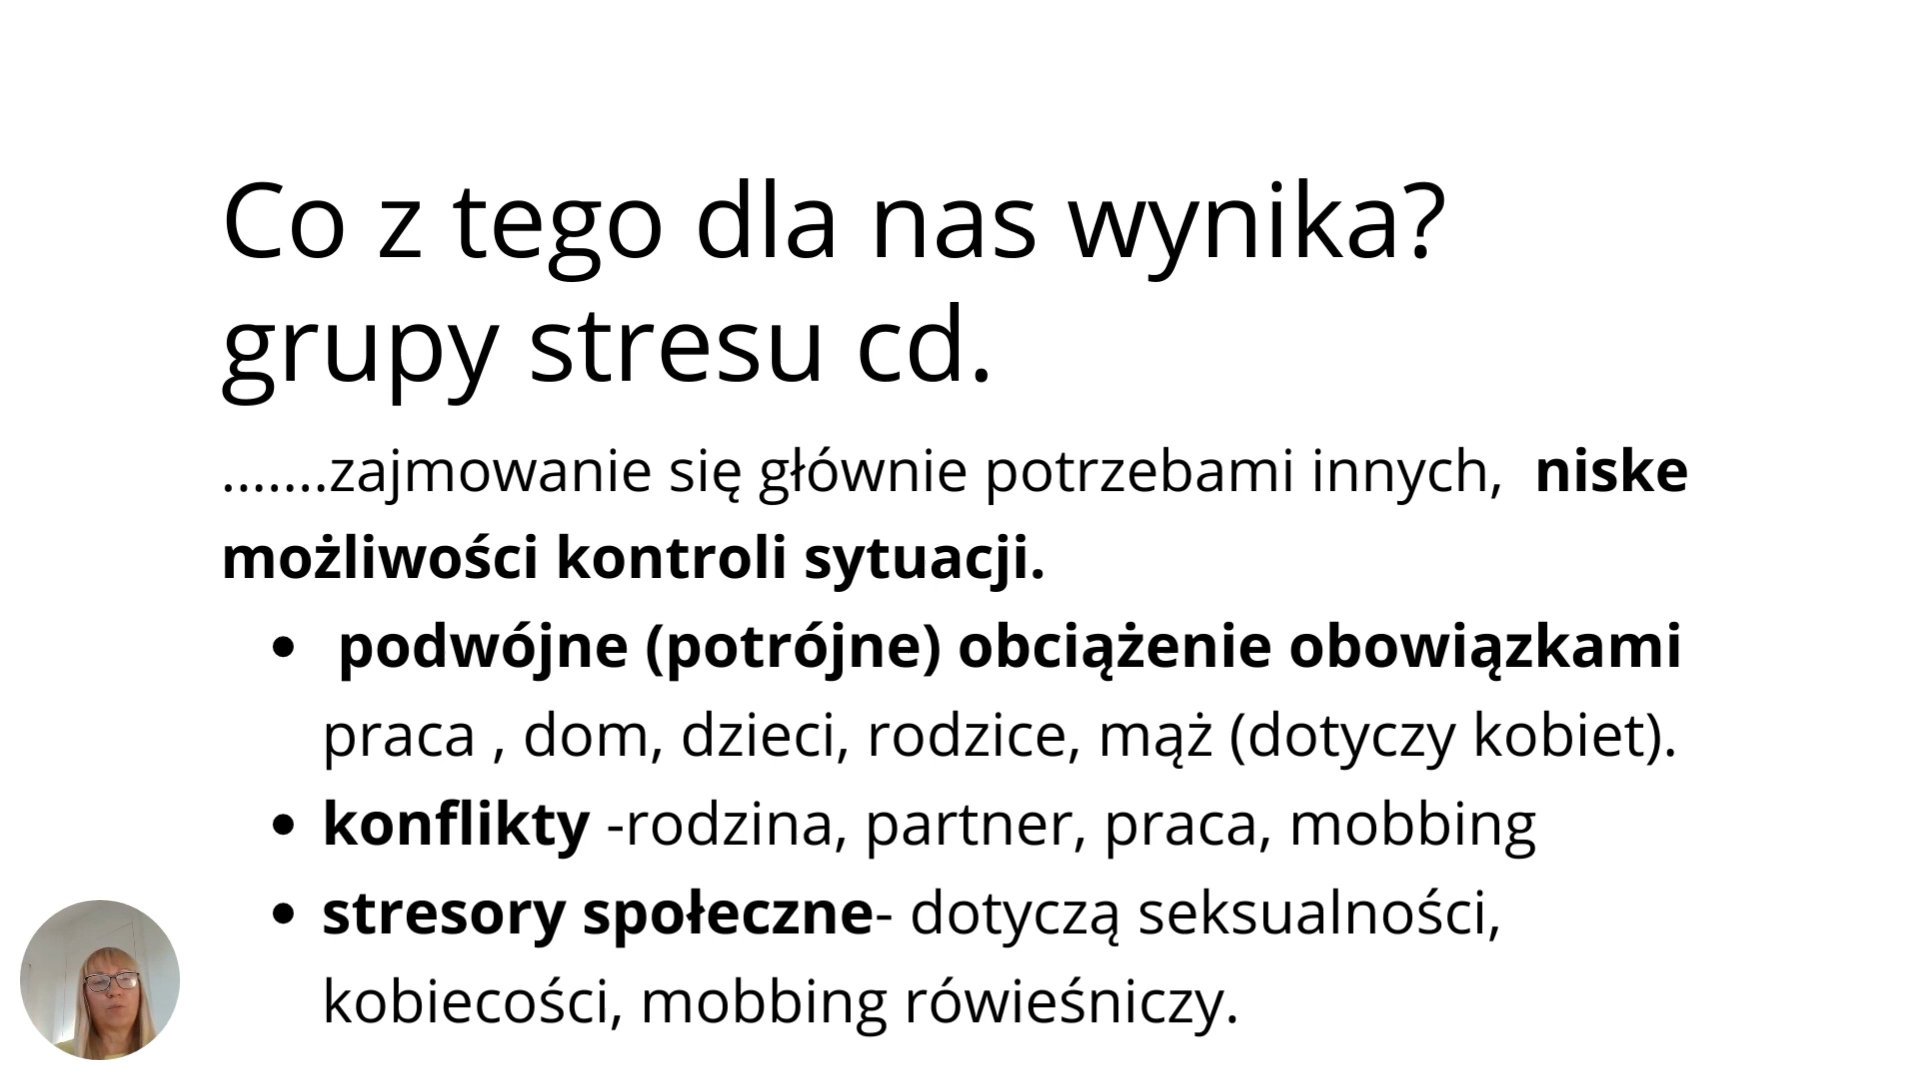 Co z tego dla nas wynika?
grupy stresu cd.
.......zajmowanie się głównie potrzebami innych,  niske
możliwości kontroli sytuacji.
•  podwójne (potrójne) obciążenie obowiązkami
praca , dom, dzieci, rodzice, mąż (dotyczy kobiet).
• konflikty -rodzina, partner, praca, mobbing
• stresory społeczne- dotyczą seksualności,
kobiecości, mobbing rówieśniczy.